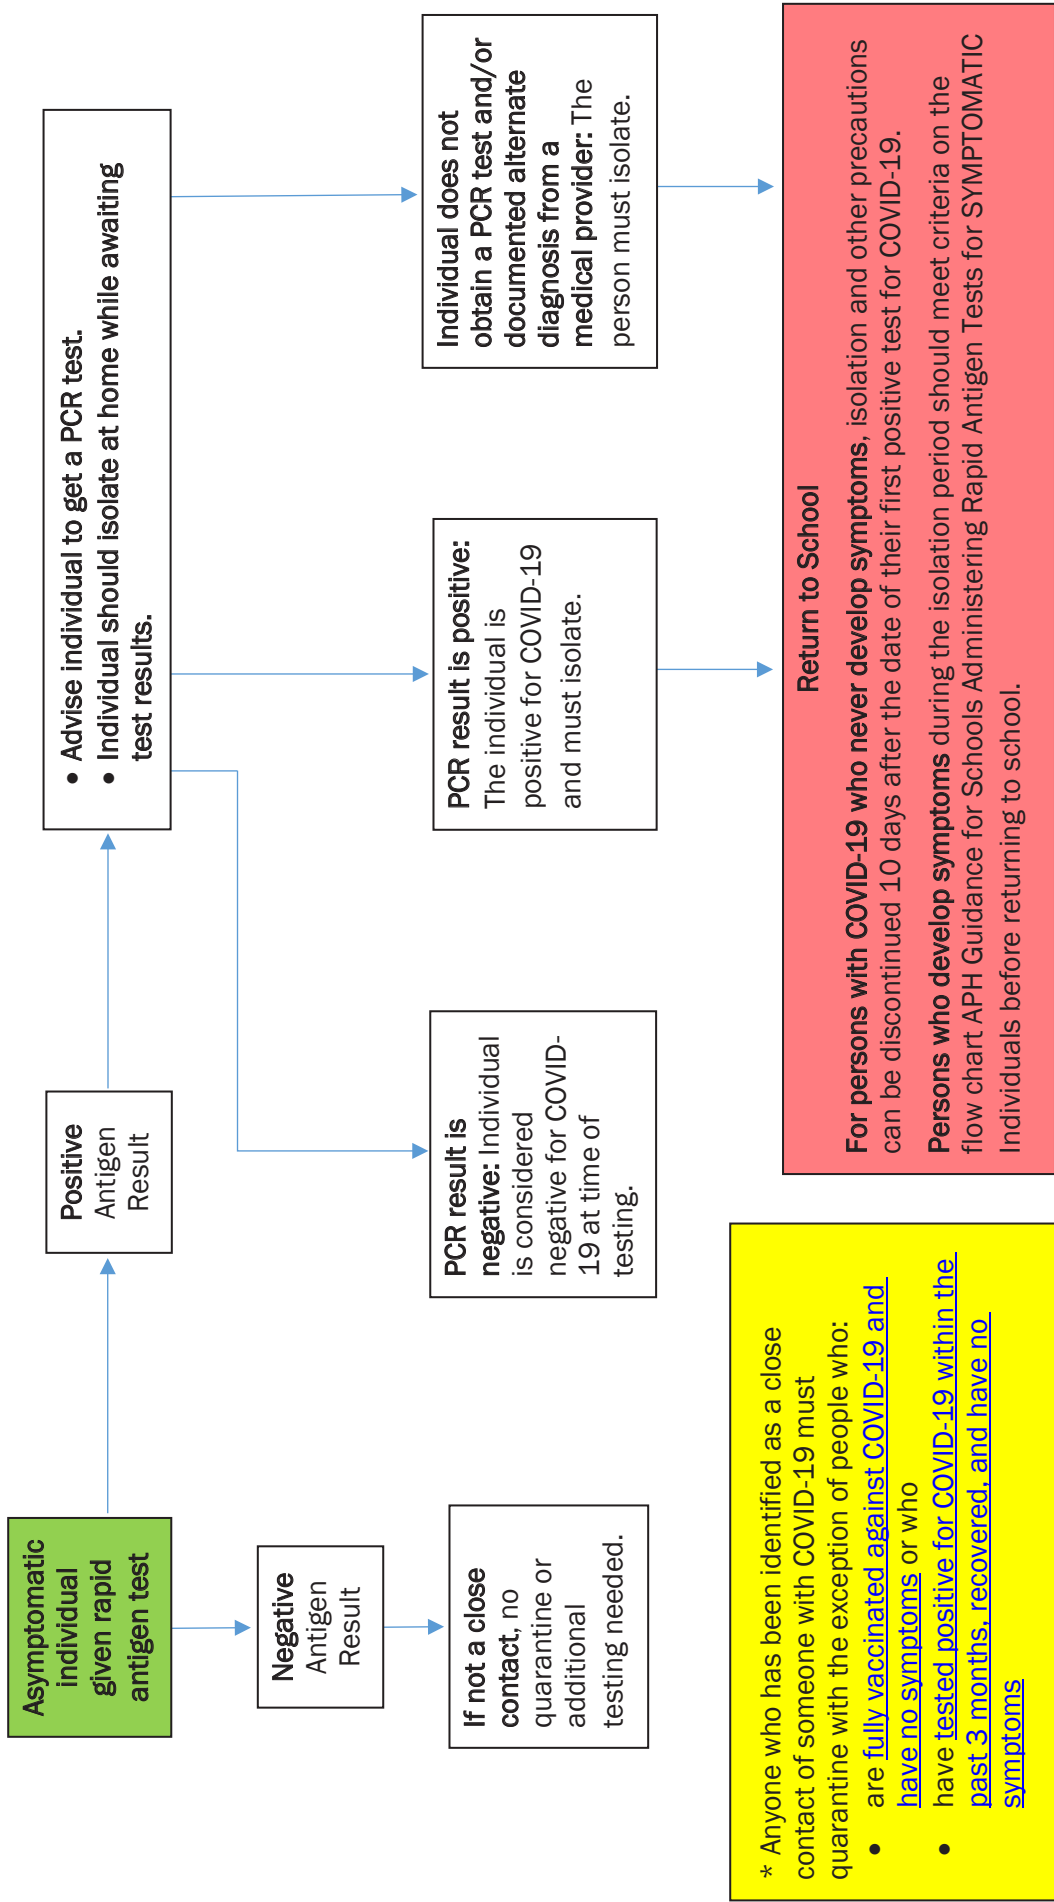 Asymptomatic
individual
given rapid
antigen test
Positive
Antigen
Result
• Advise individual to get a PCR test.
• Individual should isolate at home while awaiting
test results.
Negative
Antigen
Result
If not a close
contact, no
quarantine or
additional
testing needed.
PCR result is
negative: Individual
is considered
negative for COVID-
19 at time of
testing.
PCR result is positive:
The individual is
positive for COVID-19
and must isolate.
Individual does not
obtain a PCR test and/or
documented alternate
diagnosis from a
medical provider: The
person must isolate.
* Anyone who has been identified as a close
contact of someone with COVID-19 must
quarantine with the exception of people who:
• are fully vaccinated against COVID-19 and
have no symptoms or who
• have tested positive for COVID-19 within the
past 3 months, recovered, and have no
symptoms
Return to School
For persons with COVID-19 who never develop symptoms, isolation and other precautions
can be discontinued 10 days after the date of their first positive test for COVID-19.
Persons who develop symptoms during the isolation period should meet criteria on the
flow chart APH Guidance for Schools Administering Rapid Antigen Tests for SYMPTOMATIC
Individuals before returning to school.